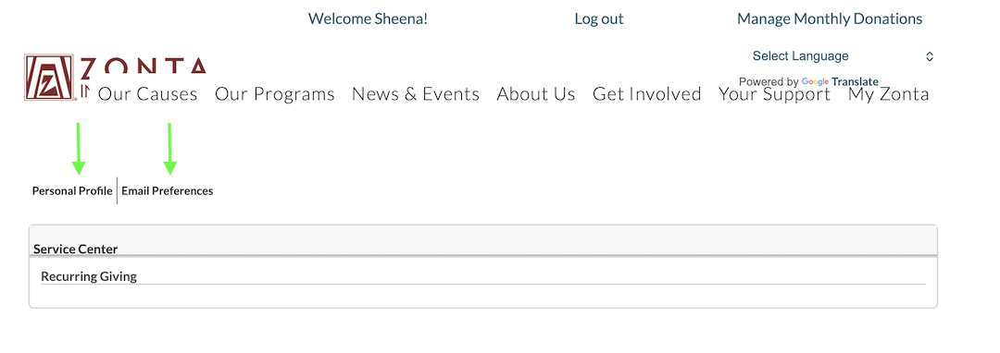 Welcome Sheena! Log out Manage Monthly Donations
Select Language
ZONTA
Powered by Google Translate
Our Causes Our Programs News & Events About Us Get Involved Your Support My Zonta
Personal Profile Email Preferences
Service Center
Recurring Giving